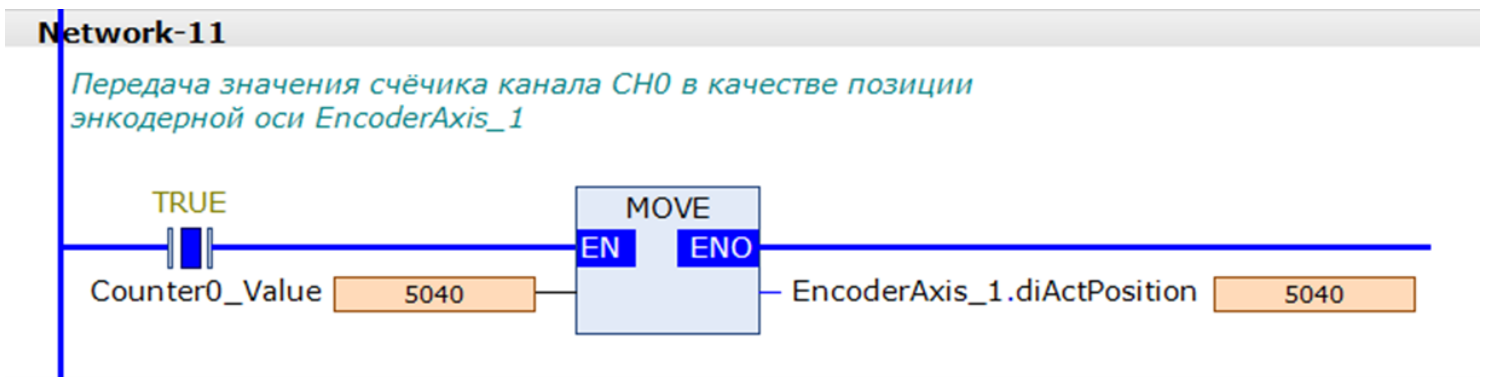 Network-11
Передача значения счёчика канала CH0 в качестве позиции
энкодерной оси EncoderAxis_1
TRUE
MOVE
EN ENO
Counter0_Value 5040 EncoderAxis_1.diActPosition 5040